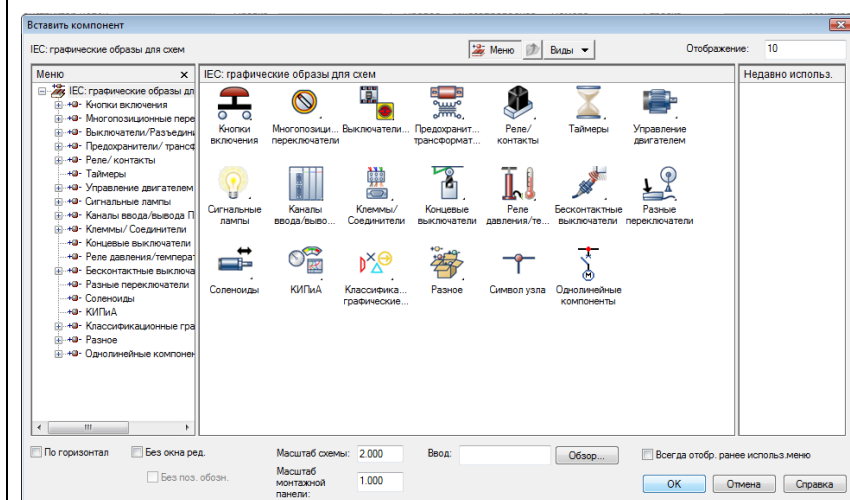 Вставить компонент
IEC: графические образы для схем
Меню
Виды
Отображение: 10
Меню
IEC: графические образы дл
Кнопки включения
Многопозиционные пере
Выключатели/Разъедин
Предохранители/ трансф
Реле/ контакты
Таймеры
Управление двигателем
Сигнальные лампы
Каналы ввода/вывода П
Клеммы/ Соединители
Концевые выключатели
Реле давления/температ
Бесконтактные выключа
Разные переключатели
Соленоиды
КИПиА
Классификационные гра
Разное
Однолинейные компонен
IEC: графические образы для схем
Кнопки включения
Многопозици... переключатели
Выключатели...
Предохранит... трансформат...
Реле/ контакты
Таймеры
Управление двигателем
Сигнальные лампы
Каналы ввода/выво...
Клеммы/ Соединители
Концевые выключатели
Реле давления/те...
Бесконтактные выключатели
Разные переключатели
Соленоиды
КИПиА
Классифика... графические...
Разное
Символ узла
Однолинейные компоненты
Недавно использ.
По горизонтал
Без окна ред.
Без поз. обозн.
Масштаб схемы: 2.000
Масштаб монтажной панели: 1.000
Ввод:
Обзор...
Всегда отобр. ранее использ.меню
OK
Отмена
Справка